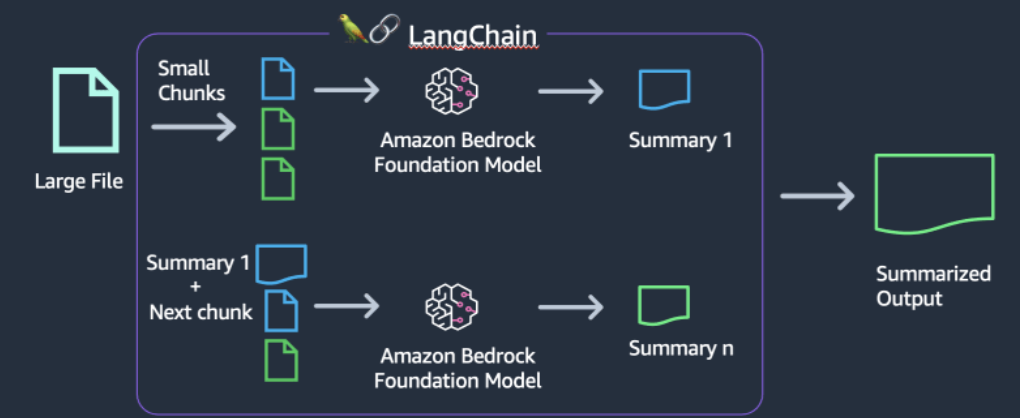 LangChain
Small
Chunks
Large File
Amazon Bedrock
Foundation Model
Summary 1
Summary 1
+
Next chunk
Amazon Bedrock
Foundation Model
Summary n
Summarized
Output